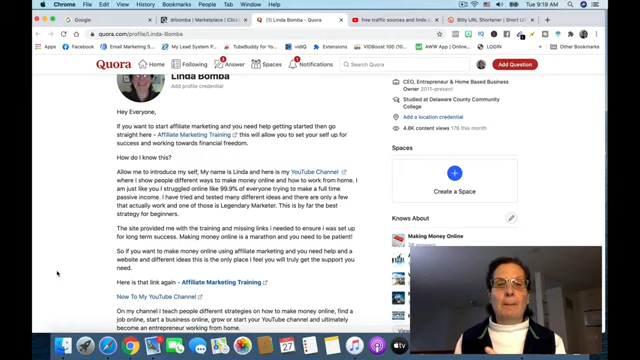 Chrome File Edit View History Bookmarks People Tab Window Help
Tue 9:19 AM
Google
drbomba | Marketplace | Click
(1) Linda Bomba - Quora
free traffic sources and linda
Bitly URL Shortener | Short U
quora.com/profile/Linda-Bomba
Apps
Bookmarks
Facebook
Email Marketing S
The Download Pro
TubeBuddy for You
VIDBoost 100 My
AWW App | Online
Other Bookmarks
Quora
Home
Following
Answer
Spaces
Notifications
Search Quora
Add Question
Linda Bomba
Add profile credential
Hey Everyone,
If you want to start affiliate marketing and you need help getting started then go
straight here - Affiliate Marketing Training this will allow you to set your self up for
success and working towards financial freedom.
How do I know this?
Allow me to introduce my self, My name is Linda and here is my YouTube Channel
where I show people different ways to make money online and how to work from home. I
am just like you I struggled online like 99.9% of everyone trying to make a full time
passive income. I have tried and tested many different ideas and there are only a few
that actually work and one of those is Legendary Marketer. This is by far the best
strategy for beginners.
The site provided me with the training and missing links i needed to ensure i was set up
for long term success. Making money online is a marathon and you need to be patient!
So if you want to make money online using affiliate marketing and you need help and a
website and different ideas this is the only place i feel you will truly get the support you
need.
Here is that link again - Affiliate Marketing Training
Now To My YouTube Channel
On my channel I teach people different strategies on how to make money online, find a
job online, start a business online, grow or start your YouTube channel and ultimately
become an entrepreneur working from home.
CEO, Entrepreneur & Home Based Business
Owner 2011-present
Studied at Delaware County Community
College
Add a location credential
4.8K content views 178 this month
Spaces
Create a Space
Knows About
Making Money Online
View
27
tv